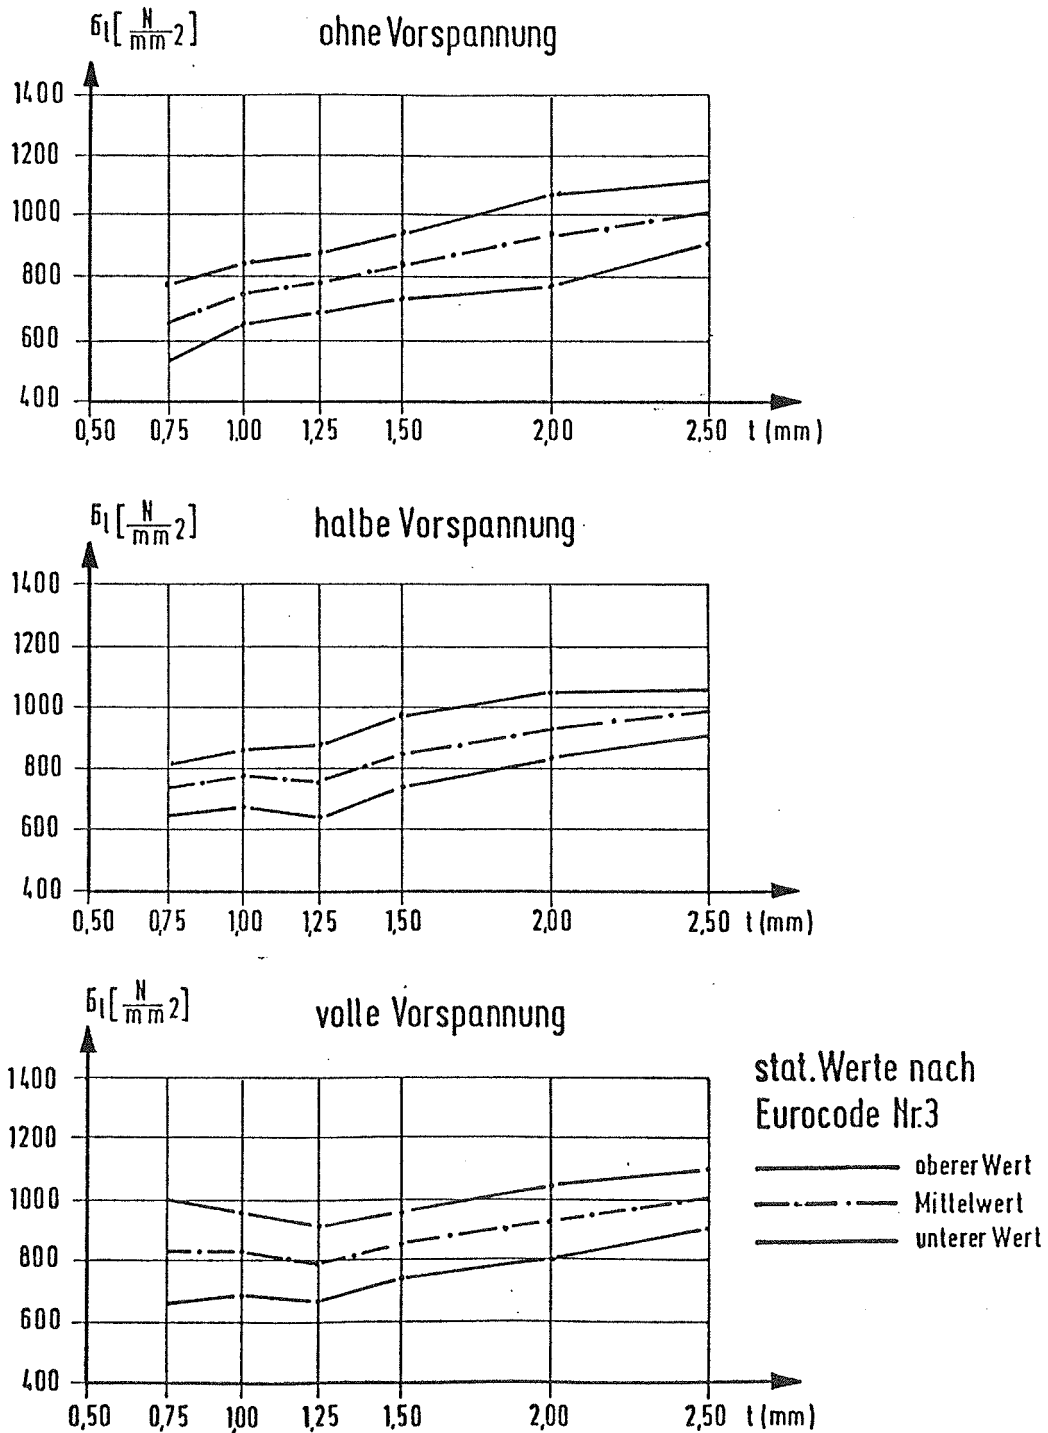 σl[N/mm2] ohne Vorspannung
1400
1200
1000
800
600
400
0,50 0,75 1,00 1,25 1,50 2,00 2,50 t (mm)
σl[N/mm2] halbe Vorspannung
1400
1200
1000
800
600
400
0,50 0,75 1,00 1,25 1,50 2,00 2,50 t (mm)
σl[N/mm2] volle Vorspannung
1400
1200
1000
800
600
400
0,50 0,75 1,00 1,25 1,50 2,00 2,50 t (mm)
stat. Werte nach
Eurocode Nr.3
oberer Wert
Mittelwert
unterer Wert